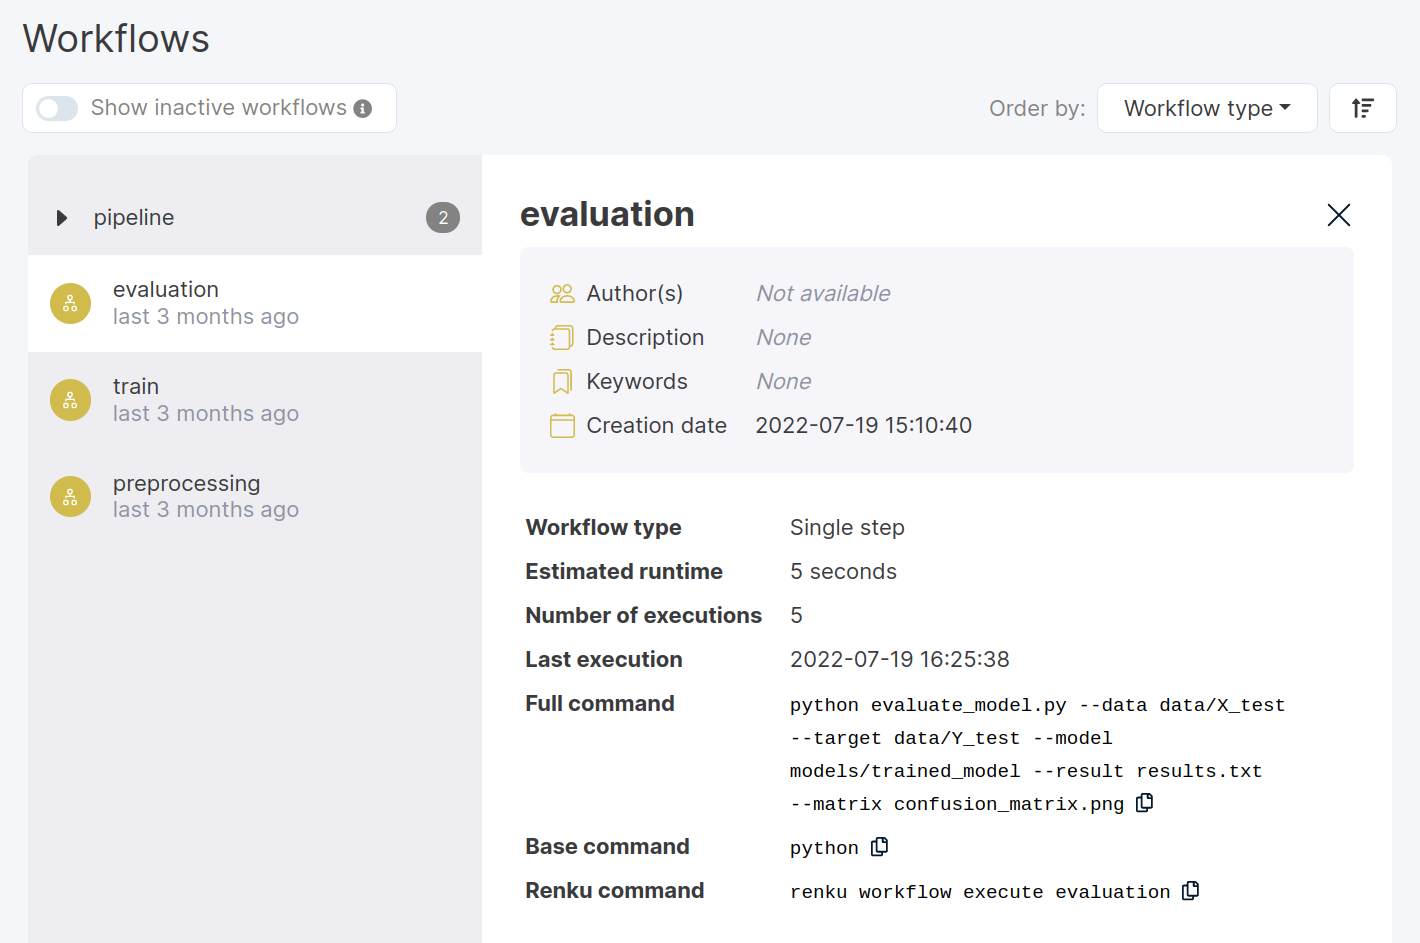 Workflows
Show inactive workflows
Order by:
Workflow type
pipeline
2
evaluation
last 3 months ago
train
last 3 months ago
preprocessing
last 3 months ago
evaluation
Author(s) Not available
Description None
Keywords None
Creation date 2022-07-19 15:10:40
Workflow type Single step
Estimated runtime 5 seconds
Number of executions 5
Last execution 2022-07-19 16:25:38
Full command python evaluate_model.py --data data/X_test
--target data/Y_test --model
models/trained_model --result results.txt
--matrix confusion_matrix.png
Base command python
Renku command renku workflow execute evaluation